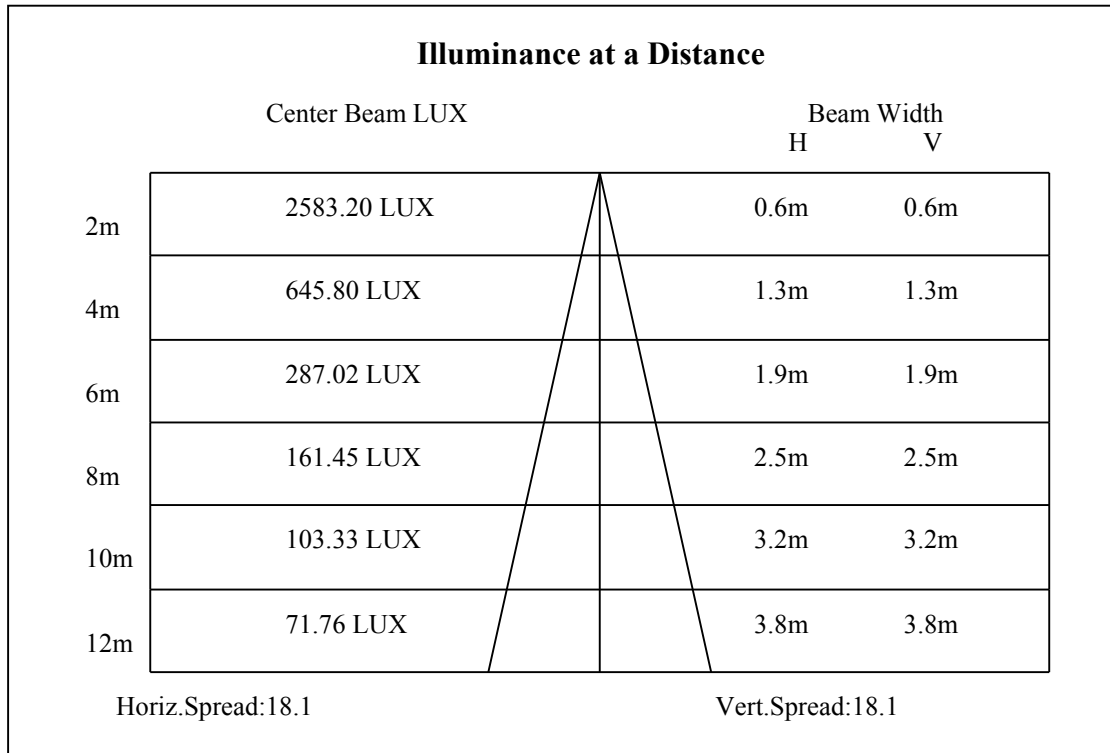 Illuminance at a Distance
Center Beam LUX Beam Width
H V
2m 2583.20 LUX 0.6m 0.6m
4m 645.80 LUX 1.3m 1.3m
6m 287.02 LUX 1.9m 1.9m
8m 161.45 LUX 2.5m 2.5m
10m 103.33 LUX 3.2m 3.2m
12m 71.76 LUX 3.8m 3.8m
Horiz.Spread:18.1 Vert.Spread:18.1